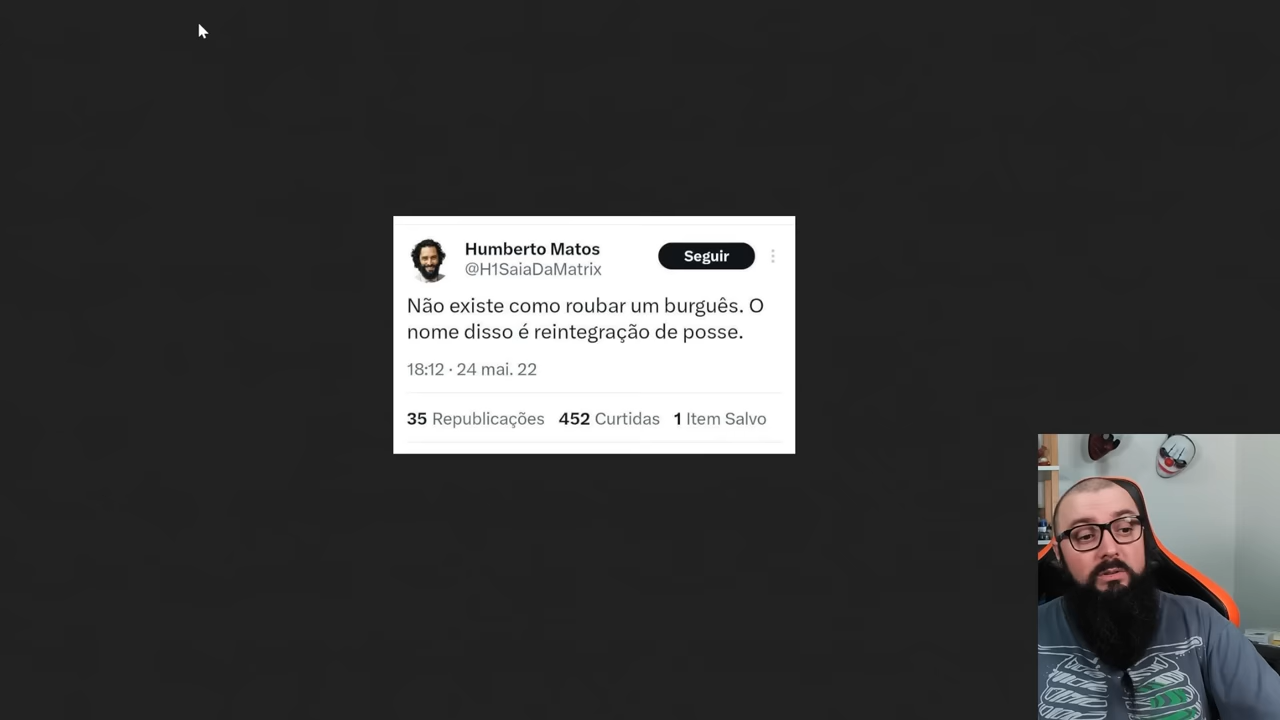 Humberto Matos
@H1SaiaDaMatrix
Seguir
Não existe como roubar um burguês. O
nome disso é reintegração de posse.
18:12 · 24 mai. 22
35 Republicações 452 Curtidas 1 Item Salvo